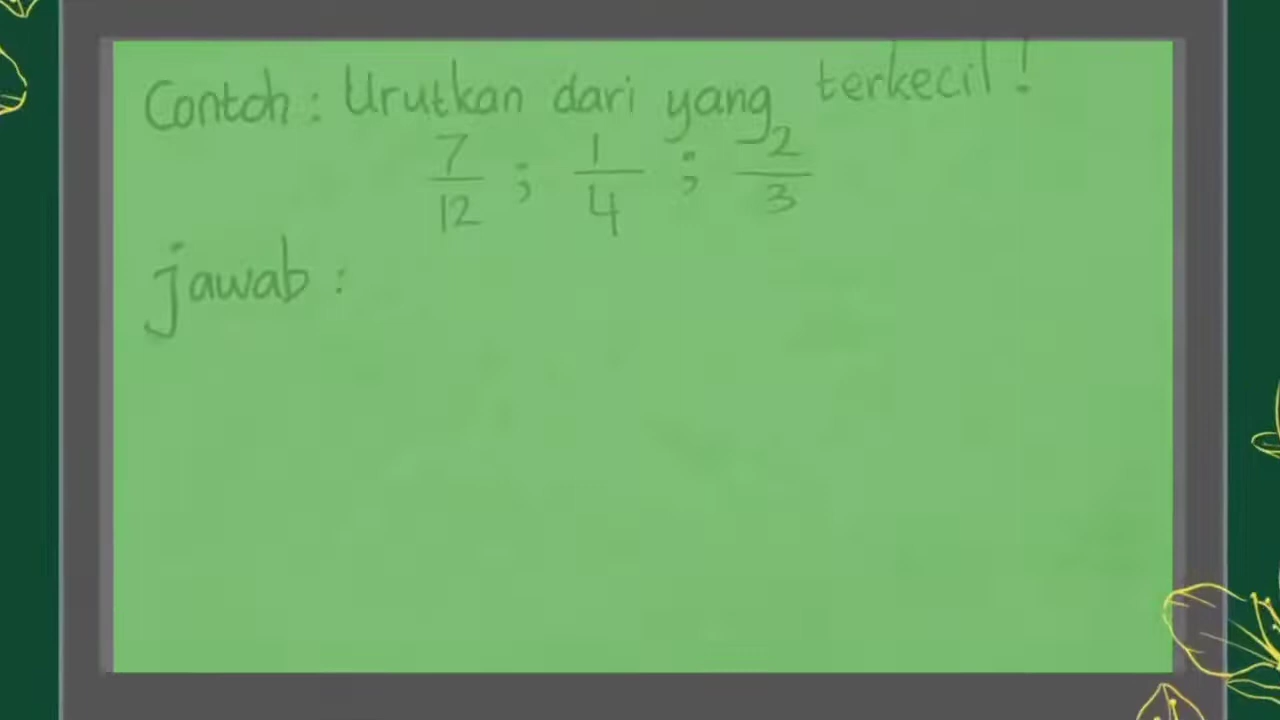 Contoh : Urutkan dari yang terkecil !
7/12 ; 1/4 ; 2/3
jawab :